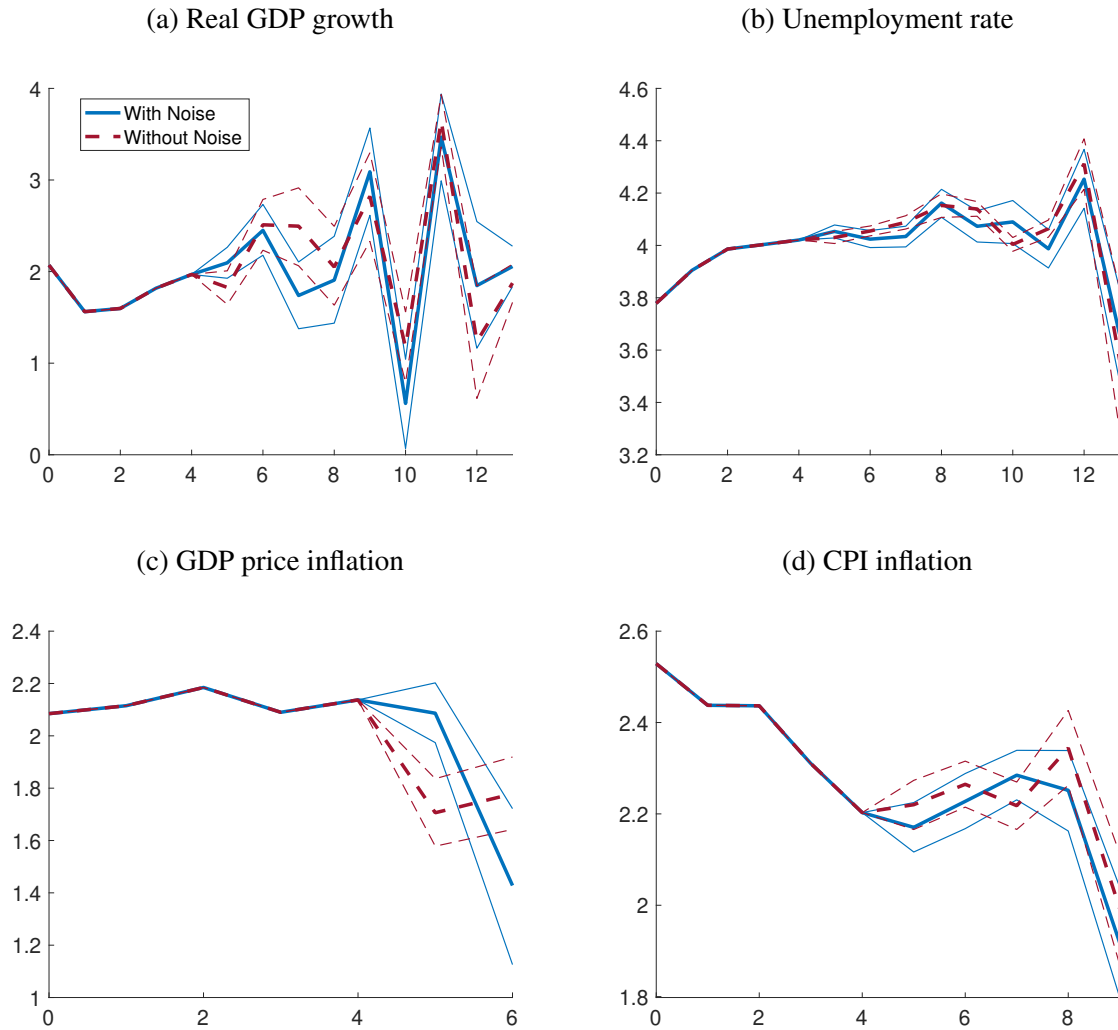 (a) Real GDP growth
(b) Unemployment rate
With Noise
Without Noise
4
3
2
1
0
0 2 4 6 8 10 12
4.6
4.4
4.2
4
3.8
3.6
3.4
3.2
0 2 4 6 8 10 12
(c) GDP price inflation
(d) CPI inflation
2.4
2.2
2
1.8
1.6
1.4
1.2
1
0 2 4 6
2.6
2.4
2.2
2
1.8
0 2 4 6 8